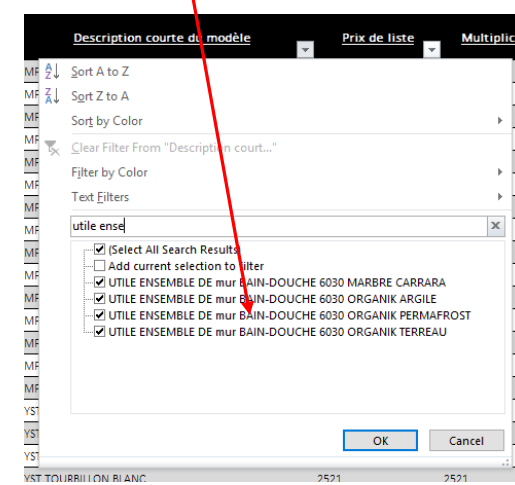 Description courte du modèle Prix de liste Multiplic
Sort A to Z
Sort Z to A
Sort by Color
Clear Filter From "Description court..."
Filter by Color
Text Filters
utile ense
(Select All Search Results)
Add current selection to filter
UTILE ENSEMBLE DE mur BAIN-DOUCHE 6030 MARBRE CARRARA
UTILE ENSEMBLE DE mur BAIN-DOUCHE 6030 ORGANIK ARGILE
UTILE ENSEMBLE DE mur BAIN-DOUCHE 6030 ORGANIK PERMAFROST
UTILE ENSEMBLE DE mur BAIN-DOUCHE 6030 ORGANIK TERREAU
OK Cancel
YST TOURBILLON BLANC 2521 2521